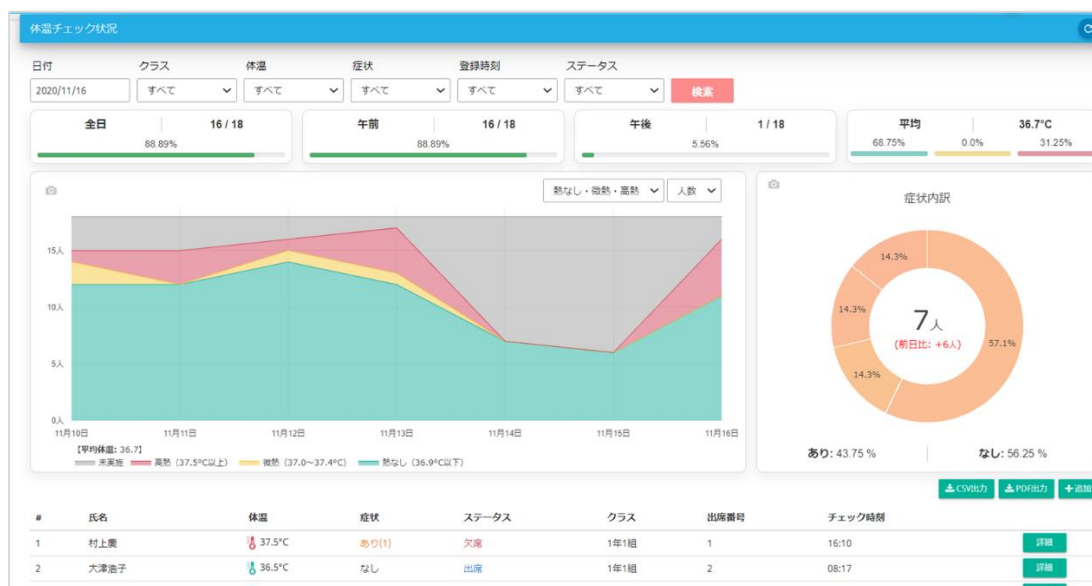 体温チェック状況
日付 クラス 体温 症状 登録時刻 ステータス
2020/11/16 すべて すべて すべて すべて すべて 検索
全日 16 / 18 午前 16 / 18 午後 1 / 18 平均 36.7°C
88.89% 88.89% 5.56% 68.75% 0.0% 31.25%
熱なし・微熱・高熱 人数
15人
10人
5人
0人
11月10日 11月11日 11月12日 11月13日 11月14日 11月15日 11月16日
【平均体温: 36.7】
未実施 高熱（37.5°C以上） 微熱（37.0～37.4°C） 熱なし（36.9°C以下）
症状内訳
14.3%
14.3%
14.3%
57.1%
7人
(前日比: +6人)
あり: 43.75 % なし: 56.25 %
CSV出力 PDF出力 +追加
# 氏名 体温 症状 ステータス クラス 出席番号 チェック時刻
1 村上慶 37.5°C あり(1) 欠席 1年1組 1 16:10 詳細
2 大津浩子 36.5°C なし 出席 1年1組 2 08:17 詳細